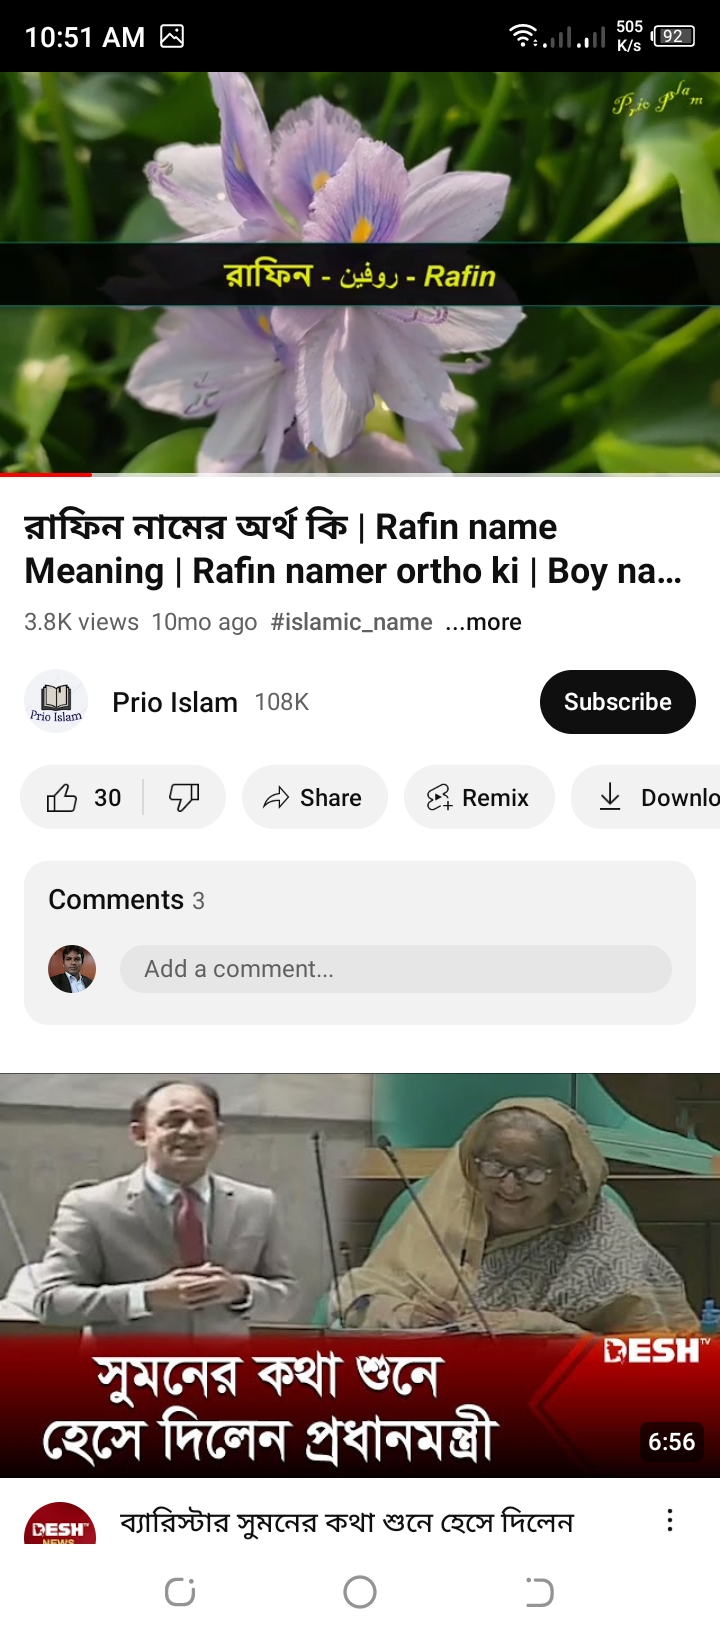 10:51 AM
505
K/s
92
Prio Islam
রাফিন - روفين - Rafin
রাফিন নামের অর্থ কি | Rafin name
Meaning | Rafin namer ortho ki | Boy na...
3.8K views 10mo ago #islamic_name ...more
Prio Islam
Prio Islam 108K
Subscribe
30
Share
Remix
Downlo
Comments 3
Add a comment...
DESH TV
সুমনের কথা শুনে
হেসে দিলেন প্রধানমন্ত্রী
6:56
DESH
NEWS
ব্যারিস্টার সুমনের কথা শুনে হেসে দিলেন